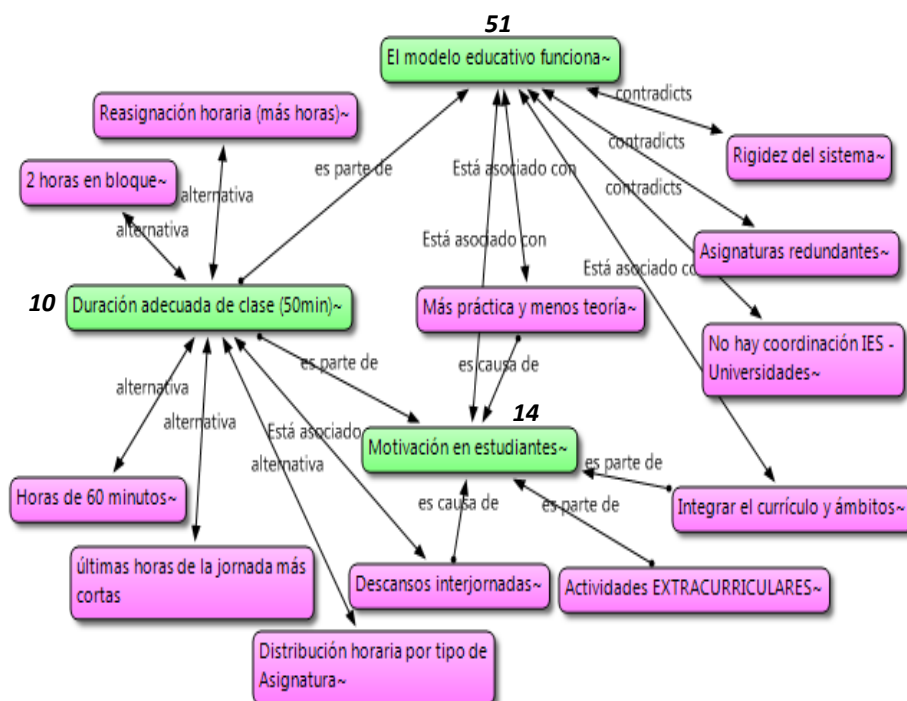 51
El modelo educativo funciona~
contradicts
Reasignación horaria (más horas)~
contradicts
Rigidez del sistema~
es parte de
Está asociado con
2 horas en bloque~
contradicts
alternativa
alternativa
Está asociado con
Asignaturas redundantes~
Está asociado co
10
Duración adecuada de clase (50min)~
Más práctica y menos teoría~
No hay coordinación IES -
Universidades~
es parte de
es causa de
alternativa
14
alternativa
Está asociado
Motivación en estudiantes~
alternativa
es parte de
Horas de 60 minutos~
es causa de
es parte de
Integrar el currículo y ámbitos~
últimas horas de la jornada más
cortas
Descansos interjornadas~
Actividades EXTRACURRICULARES~
Distribución horaria por tipo de
Asignatura~